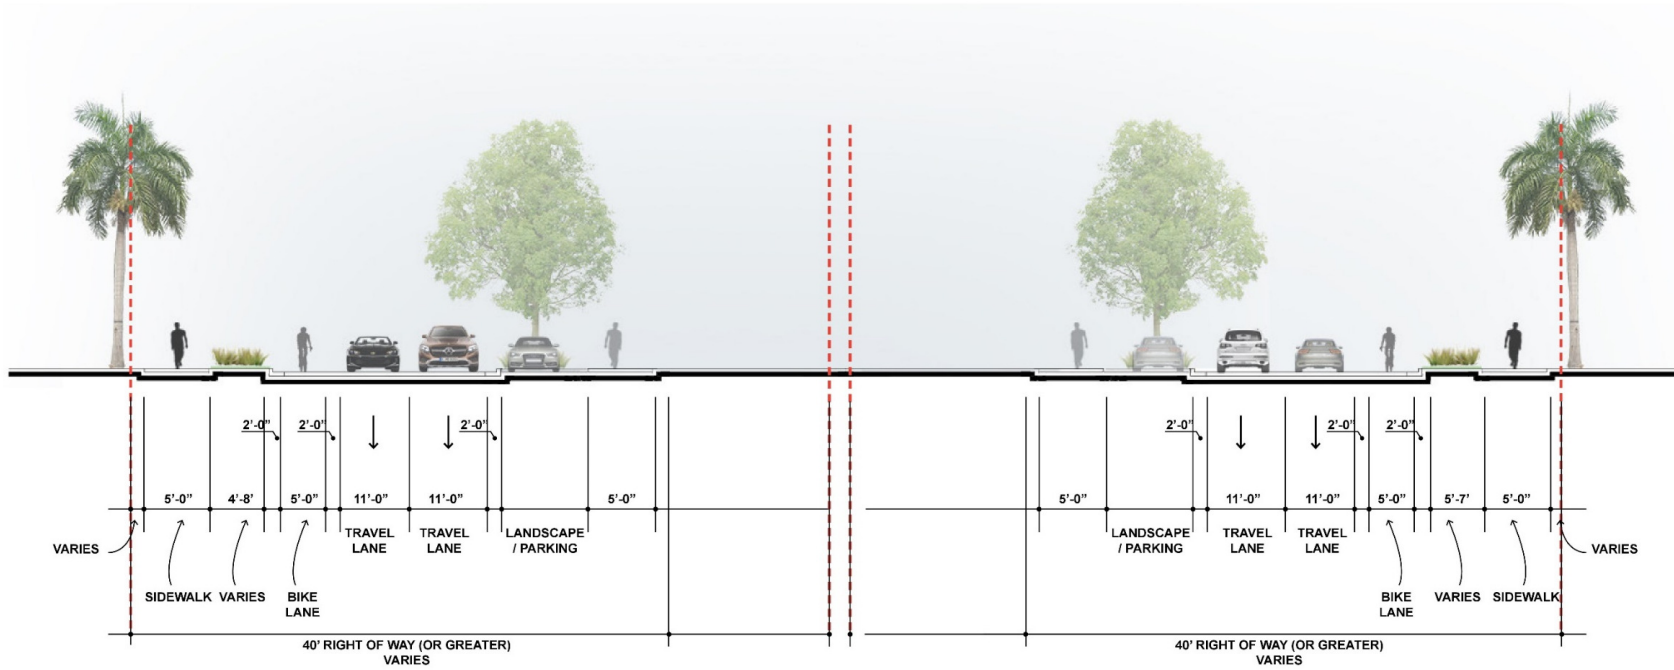 2'-0" 2'-0" 2'-0" 2'-0" 2'-0" 2'-0"
5'-0" 4'-8' 5'-0" 11'-0" 11'-0" 5'-0" 5'-0" 11'-0" 11'-0" 5'-0" 5'-7' 5'-0"
TRAVEL LANE
TRAVEL LANE
LANDSCAPE / PARKING
LANDSCAPE / PARKING
TRAVEL LANE
TRAVEL LANE
VARIES VARIES
SIDEWALK VARIES BIKE LANE
BIKE LANE VARIES SIDEWALK
40' RIGHT OF WAY (OR GREATER)
VARIES
40' RIGHT OF WAY (OR GREATER)
VARIES